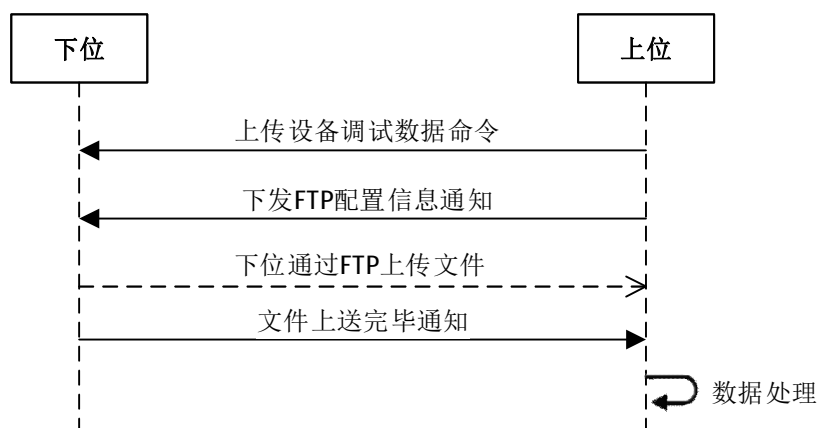 下位
上位
上传设备调试数据命令
下发FTP配置信息通知
下位通过FTP上传文件
文件上送完毕通知
数据处理